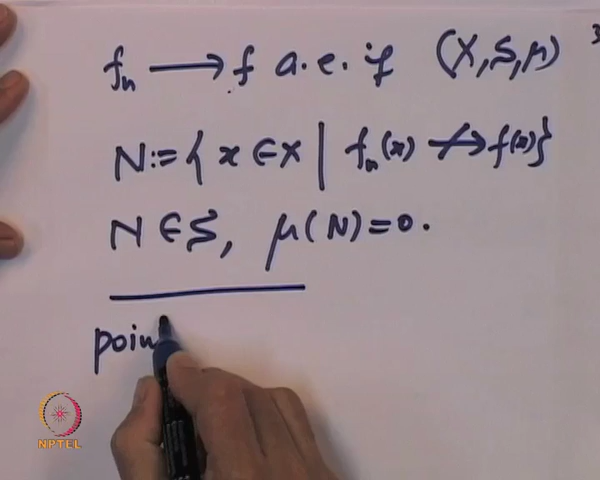 fₙ ⟶ f a.e. if (X, S, μ)
N := { x ∈ X | fₙ(x) ↛ f(x)}
N ∈ S, μ(N) = 0.
poin
NPTEL